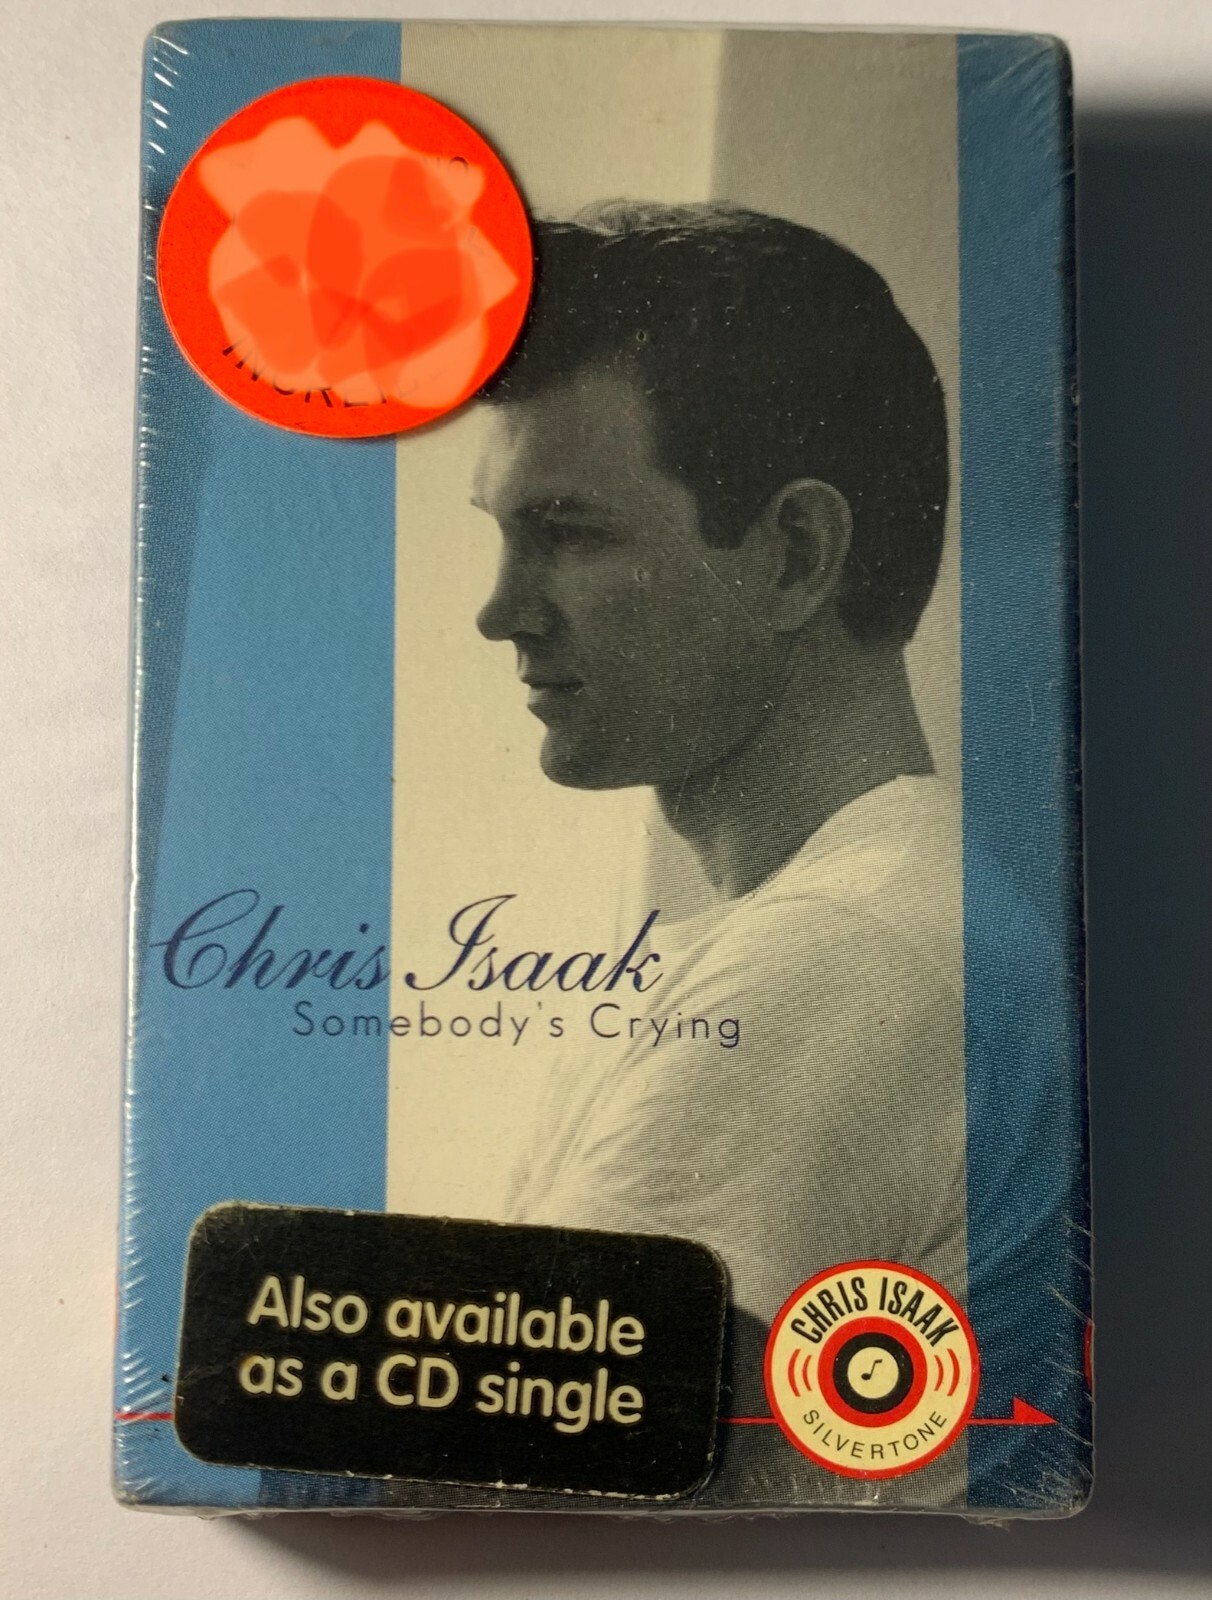 Chris Isaak
Somebody's Crying
Also available
as a CD single
CHRIS ISAAK
SILVERTONE